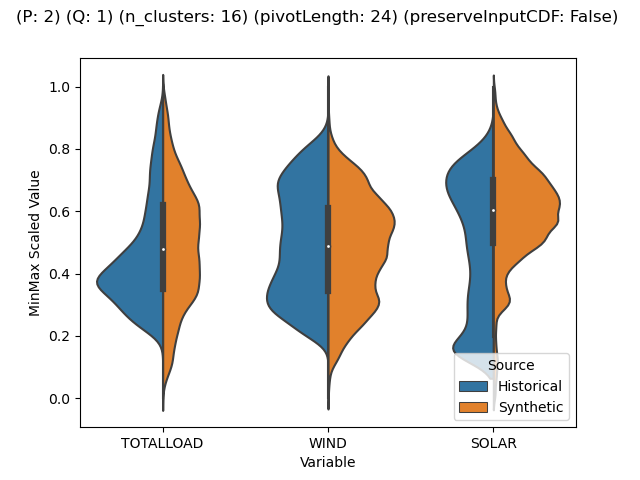 (P: 2) (Q: 1) (n_clusters: 16) (pivotLength: 24) (preserveInputCDF: False)
1.0
0.8
0.6
0.4
0.2
0.0
MinMax Scaled Value
Source
Historical
Synthetic
TOTALLOAD WIND SOLAR
Variable